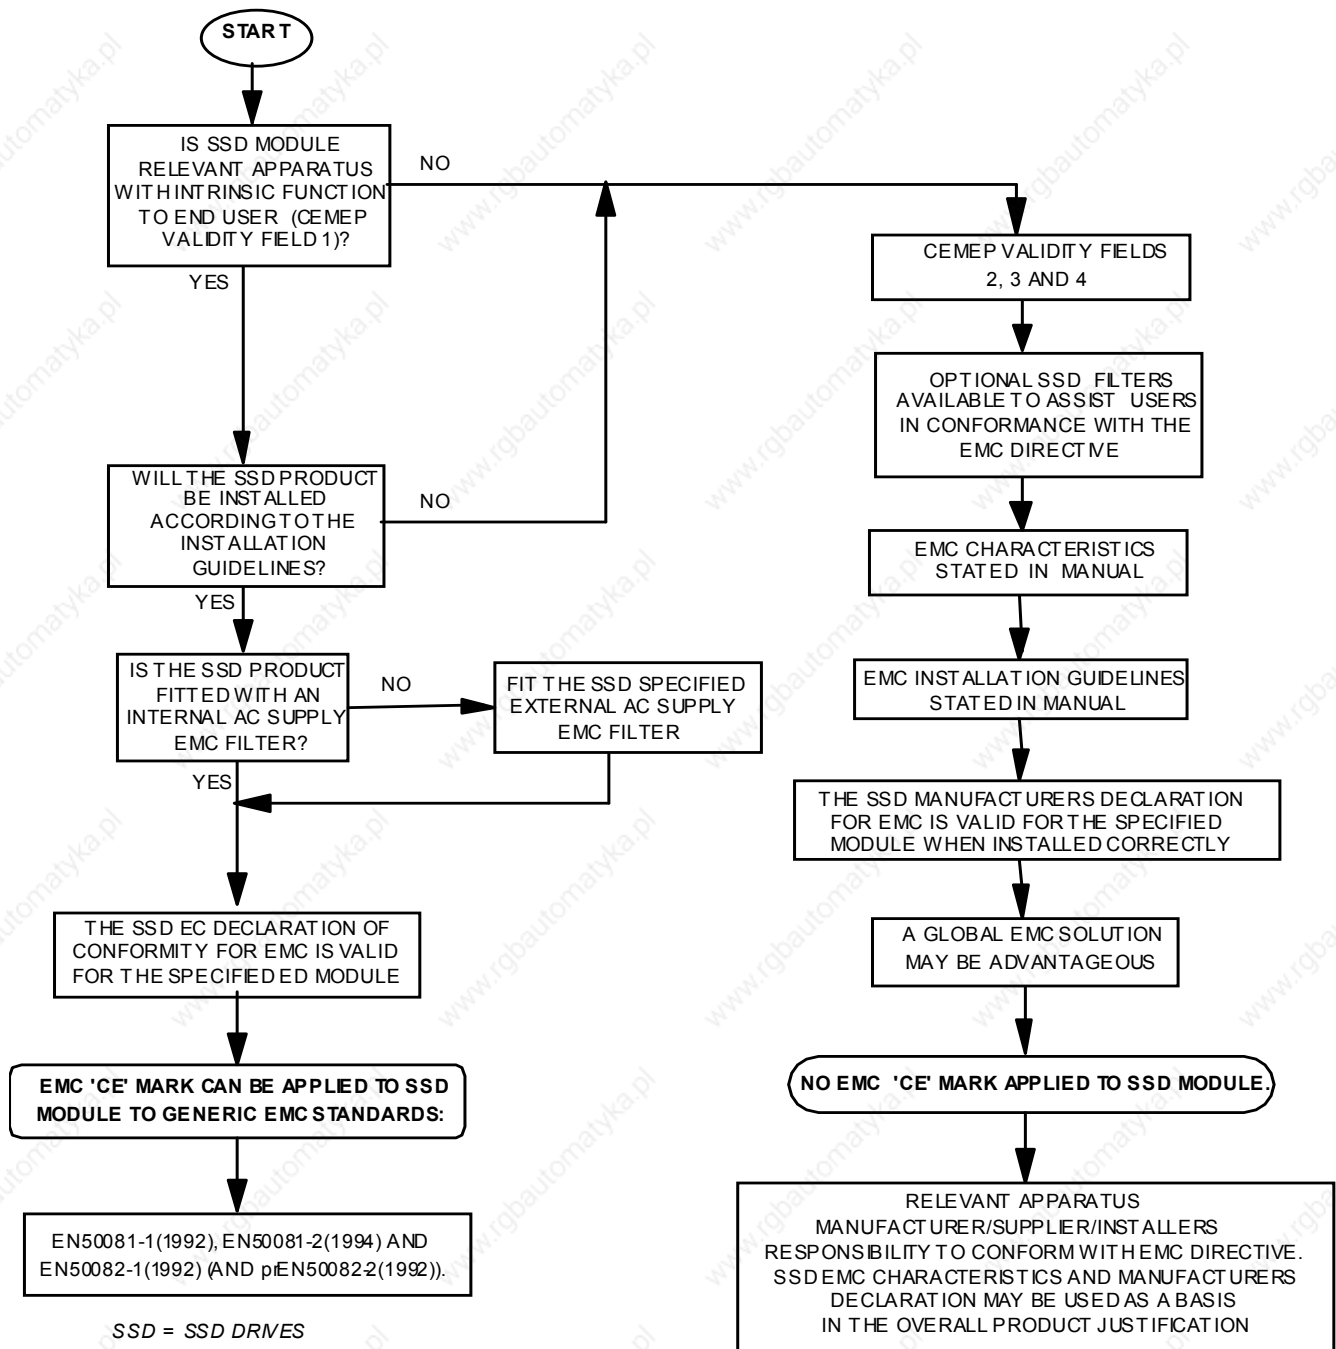 START
IS SSD MODULE
RELEVANT APPARATUS
WITH INTRINSIC FUNCTION
TO END USER (CEMEP
VALIDITY FIELD 1)?
NO
YES
WILL THE SSD PRODUCT
BE INSTALLED
ACCORDING TO THE
INSTALLATION
GUIDELINES?
NO
YES
IS THE SSD PRODUCT
FITTED WITH AN
INTERNAL AC SUPPLY
EMC FILTER?
NO
FIT THE SSD SPECIFIED
EXTERNAL AC SUPPLY
EMC FILTER
YES
THE SSD EC DECLARATION OF
CONFORMITY FOR EMC IS VALID
FOR THE SPECIFIED ED MODULE
EMC 'CE' MARK CAN BE APPLIED TO SSD
MODULE TO GENERIC EMC STANDARDS:
EN50081-1(1992), EN50081-2(1994) AND
EN50082-1(1992) (AND prEN50082-2(1992)).
SSD = SSD DRIVES
CEMEP VALIDITY FIELDS
2, 3 AND 4
OPTIONAL SSD FILTERS
AVAILABLE TO ASSIST USERS
IN CONFORMANCE WITH THE
EMC DIRECTIVE
EMC CHARACTERISTICS
STATED IN MANUAL
EMC INSTALLATION GUIDELINES
STATED IN MANUAL
THE SSD MANUFACTURERS DECLARATION
FOR EMC IS VALID FOR THE SPECIFIED
MODULE WHEN INSTALLED CORRECTLY
A GLOBAL EMC SOLUTION
MAY BE ADVANTAGEOUS
NO EMC 'CE' MARK APPLIED TO SSD MODULE.
RELEVANT APPARATUS
MANUFACTURER/SUPPLIER/INSTALLERS
RESPONSIBILITY TO CONFORM WITH EMC DIRECTIVE.
SSD EMC CHARACTERISTICS AND MANUFACTURERS
DECLARATION MAY BE USED AS A BASIS
IN THE OVERALL PRODUCT JUSTIFICATION
www.rgbautomatyka.pl